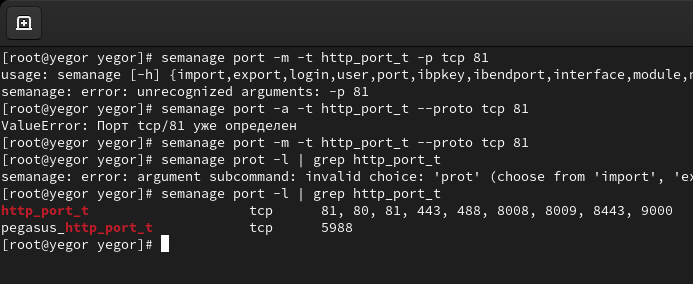 [root@yegor yegor]# semanage port -m -t http_port_t -p tcp 81
usage: semanage [-h] {import,export,login,user,port,ibpkey,ibendport,interface,module,
semanage: error: unrecognized arguments: -p 81
[root@yegor yegor]# semanage port -a -t http_port_t --proto tcp 81
ValueError: Порт tcp/81 уже определен
[root@yegor yegor]# semanage port -m -t http_port_t --proto tcp 81
[root@yegor yegor]# semanage prot -l | grep http_port_t
semanage: error: argument subcommand: invalid choice: 'prot' (choose from 'import', 'ex
[root@yegor yegor]# semanage port -l | grep http_port_t
http_port_t tcp 81, 80, 81, 443, 488, 8008, 8009, 8443, 9000
pegasus_http_port_t tcp 5988
[root@yegor yegor]#